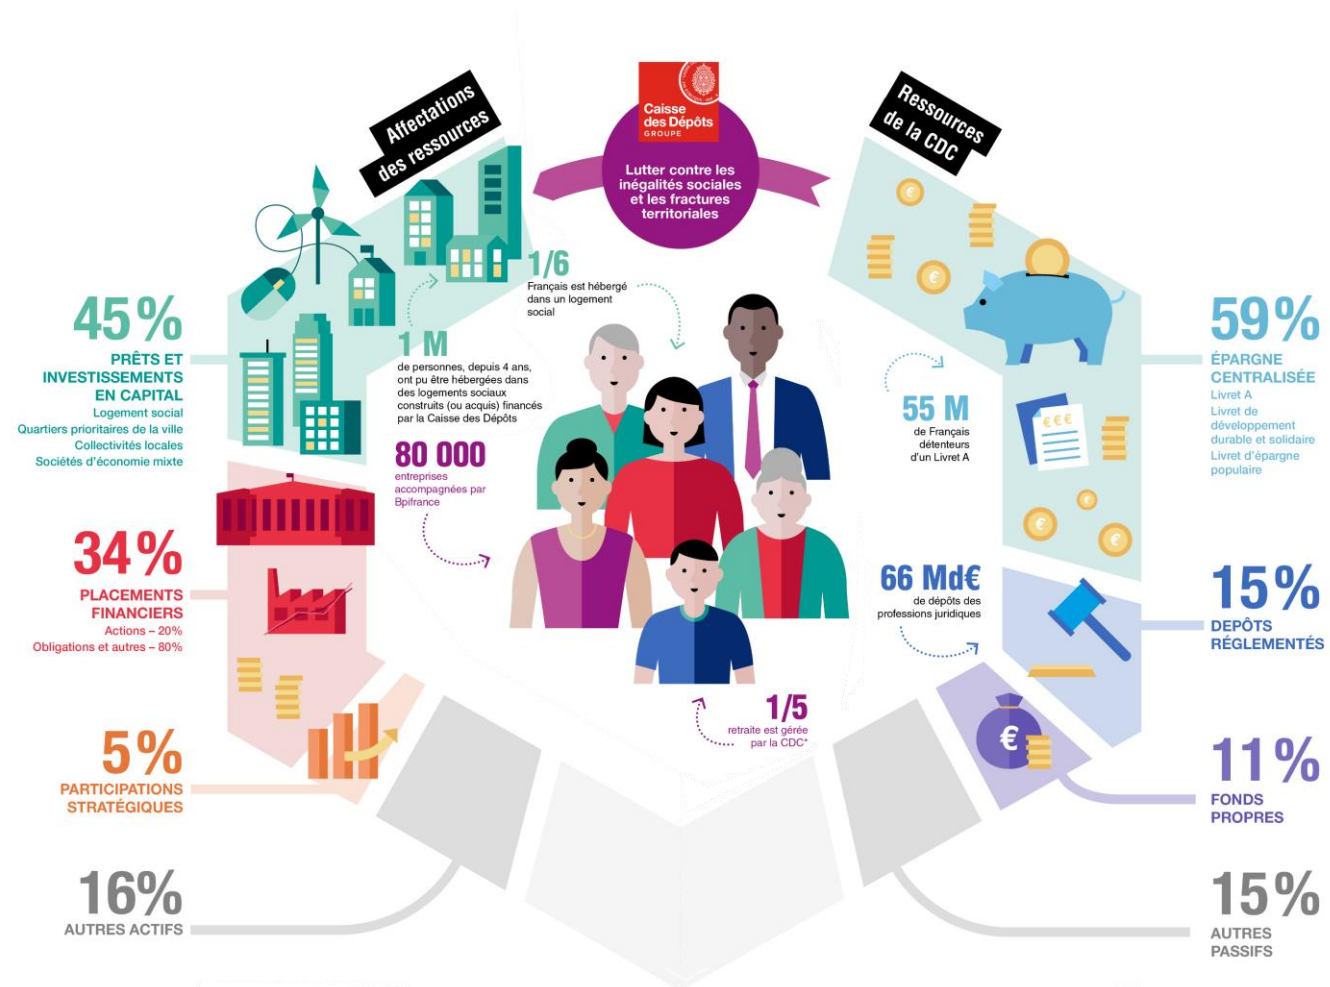 Affectations
des ressources
Caisse
des Dépôts
GROUPE
Lutter contre les
inégalités sociales
et les fractures
territoriales
Ressources
de la CDC
45%
PRÊTS ET
INVESTISSEMENTS
EN CAPITAL
Logement social
Quartiers prioritaires de la ville
Collectivités locales
Sociétés d'économie mixte
34%
PLACEMENTS
FINANCIERS
Actions – 20%
Obligations et autres – 80%
5%
PARTICIPATIONS
STRATÉGIQUES
16%
AUTRES ACTIFS
1/6
Français est hébergé
dans un logement
social
1 M
de personnes, depuis 4 ans,
ont pu être hébergées dans
des logements sociaux
construits (ou acquis) financés
par la Caisse des Dépôts
80 000
entreprises
accompagnées par
Bpifrance
1/5
retraite est gérée
par la CDC*
55 M
de Français
détenteurs
d'un Livret A
66 Md€
de dépôts des
professions juridiques
€
€
€€€
€
€
€
€
59%
ÉPARGNE
CENTRALISÉE
Livret A
Livret de
développement
durable et solidaire
Livret d'épargne
populaire
15%
DEPÔTS
RÉGLEMENTÉS
11%
FONDS
PROPRES
15%
AUTRES
PASSIFS